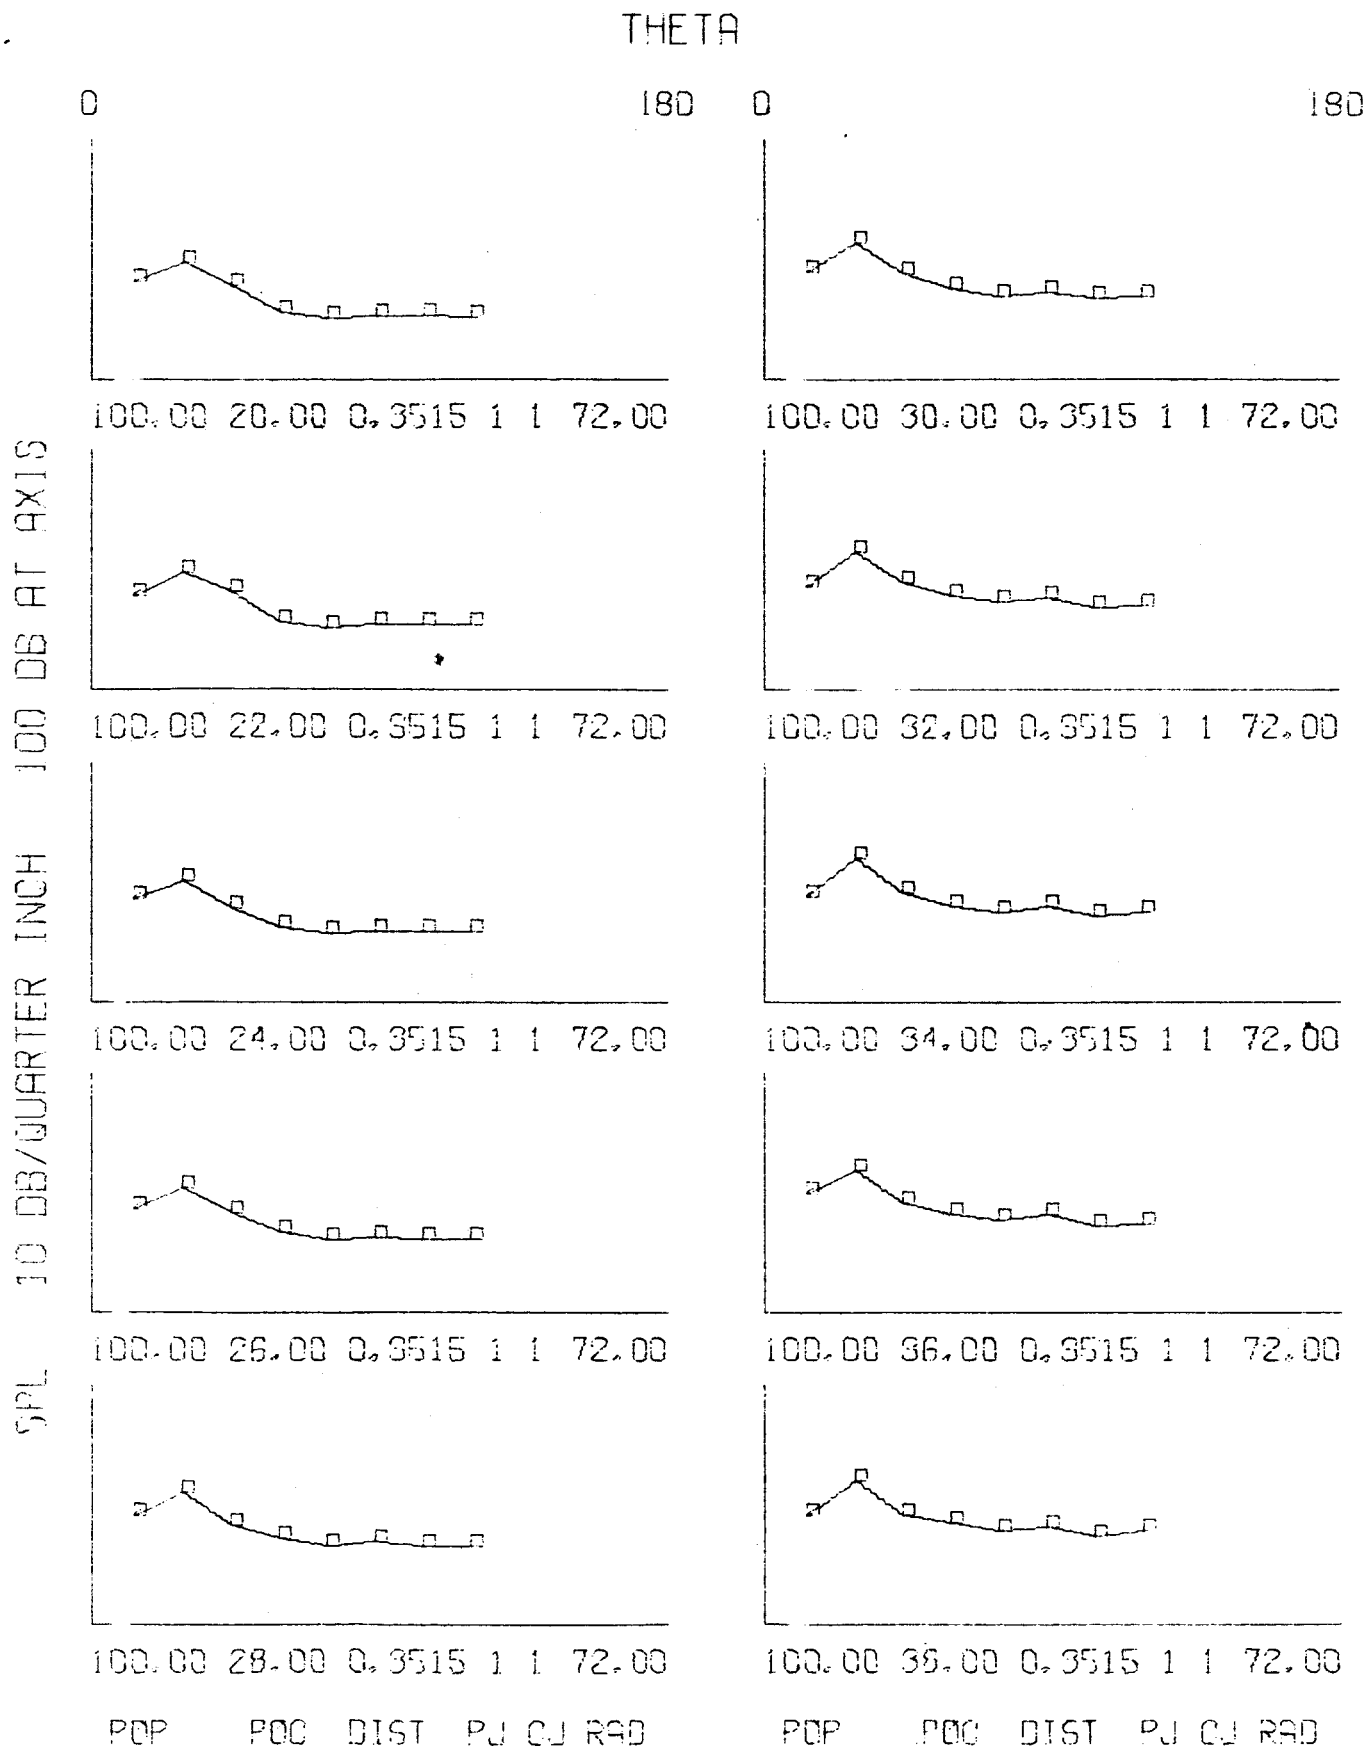 THETA
0 180 0 180
100.00 20.00 0.3515 1 1 72.00 100.00 30.00 0.3515 1 1 72.00
100.00 22.00 0.3515 1 1 72.00 100.00 32.00 0.3515 1 1 72.00
100.00 24.00 0.3515 1 1 72.00 100.00 34.00 0.3515 1 1 72.00
100.00 26.00 0.3515 1 1 72.00 100.00 36.00 0.3515 1 1 72.00
100.00 28.00 0.3515 1 1 72.00 100.00 38.00 0.3515 1 1 72.00
POP POO DIST PJ OJ RAD POP POO DIST PJ OJ RAD
SPL 10 DB/QUARTER INCH 100 DB AT AXIS